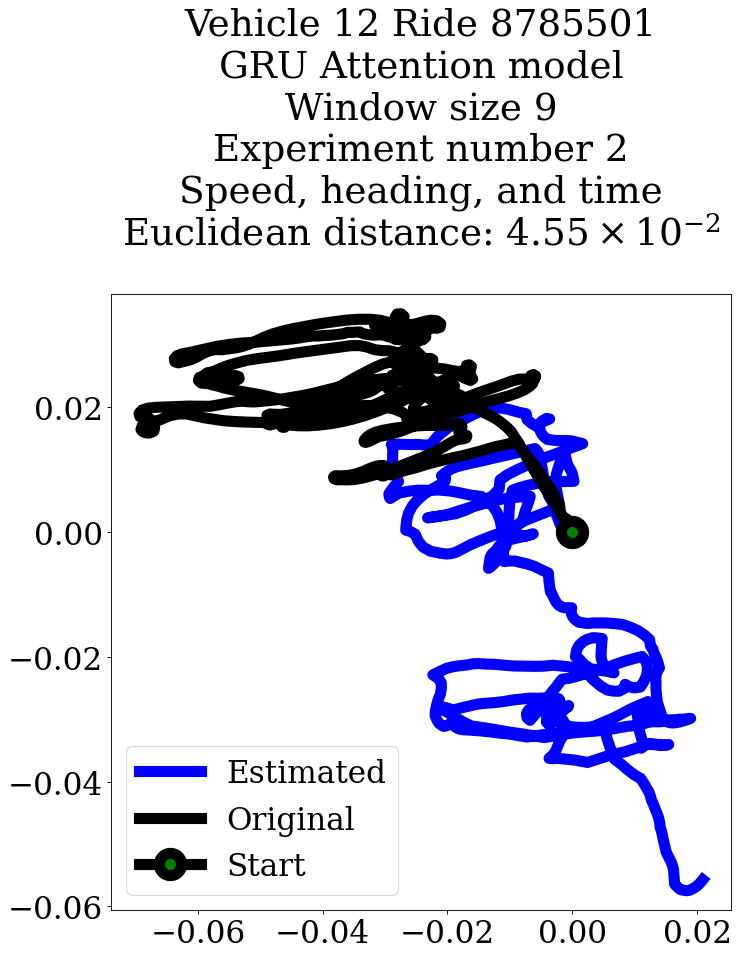 Vehicle 12 Ride 8785501
GRU Attention model
Window size 9
Experiment number 2
Speed, heading, and time
Euclidean distance: 4.55 × 10⁻²
0.02
0.00
−0.02
−0.04
−0.06
Estimated
Original
Start
−0.06 −0.04 −0.02 0.00 0.02